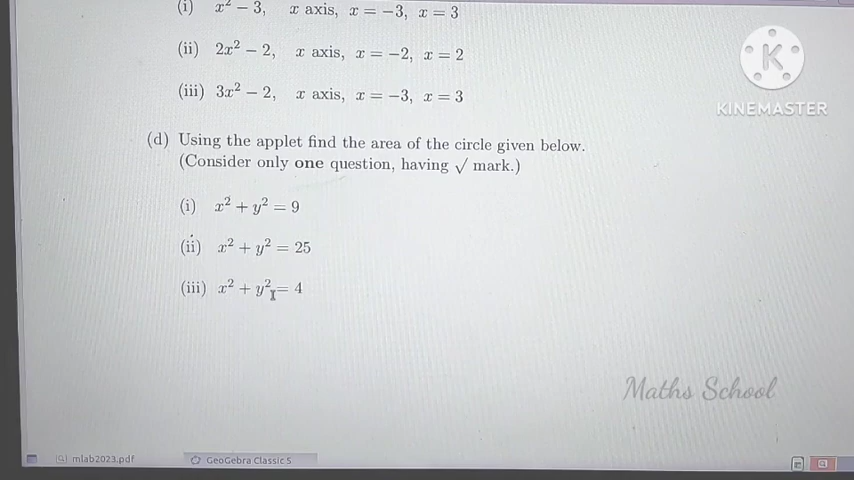 (i) x² − 3, x axis, x = −3, x = 3
(ii) 2x² − 2, x axis, x = −2, x = 2
(iii) 3x² − 2, x axis, x = −3, x = 3
(d) Using the applet find the area of the circle given below.
(Consider only one question, having √ mark.)
(i) x² + y² = 9
(ii) x² + y² = 25
(iii) x² + y² = 4
KINEMASTER
Maths School
mlab2023.pdf
GeoGebra Classic 5